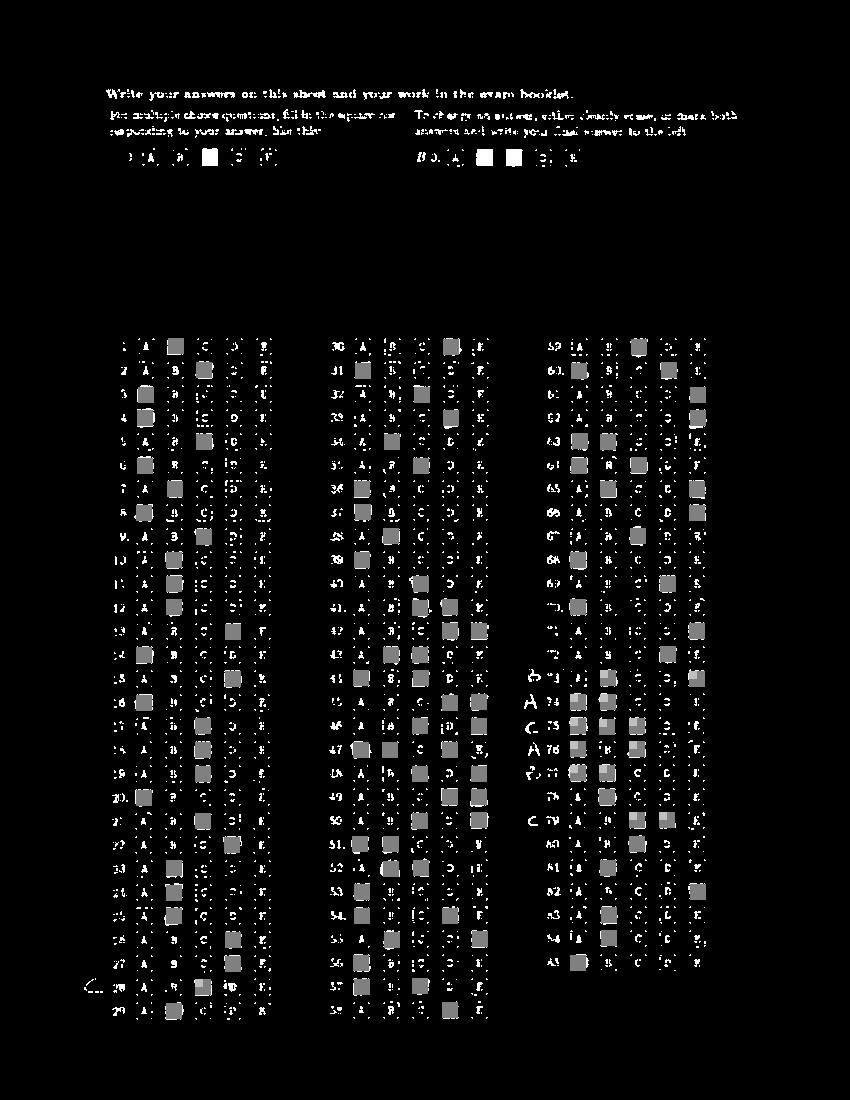 Write your answers on this sheet and your work in the exam booklet.
For multiple choice questions, fill in the square cor-
responding to your answer, like this:
A B D E
To change an answer, either cleanly erase, or mark both
answers and write your final answer to the left
B 0. A D E
1 A C D E
2 A B D E
3 B C D E
4 B C D E
5 A B D E
6 B C D E
7 A C D E
8 B C D E
9 A B D E
10 A C D E
11 A C D E
12 A C D E
13 A B C E
14 B C D E
15 A B C E
16 B C D E
17 A B D E
18 A B D E
19 A B D E
20. B C D E
21 A B D E
22 A B C E
23 A C D E
24 A C D E
25 A C D E
26 A B C E
27 A B C E
C 28 A B D E
29 A C D E
30 A B C E
31 B C D E
32 A B D E
33 A B C E
34 A C D E
35 A B D E
36 B C D E
37 B C D E
38 A C D E
39 B C D E
40 A B D E
41. A B E
42 A B C
43 A D E
44 B D E
45 A B C
46 A B D
47 C D E
48 A B D
49 A B C
50 A B D
51. C D E
52 A D E
53 B C D E
54. B C E
55 A C D
56 B C D E
57 B D E
58 A B C E
59 A B D E
60. B C E
61 A B C D
62 A B C D
63 C D E
64 B D E
65 A C D
66 A B C D
67 A B D E
68 B C D E
69 A B C E
70. B C D E
71 A B C D
72 A B C E
B 73 A C D
A 74 C D E
C 75 D E
A 76 B D E
B 77 C D E
78 A C D E
C 79 A B E
80 A B D E
81 A C D E
82 A B C D
83 A C D E
84 A C D E
85 B C D E